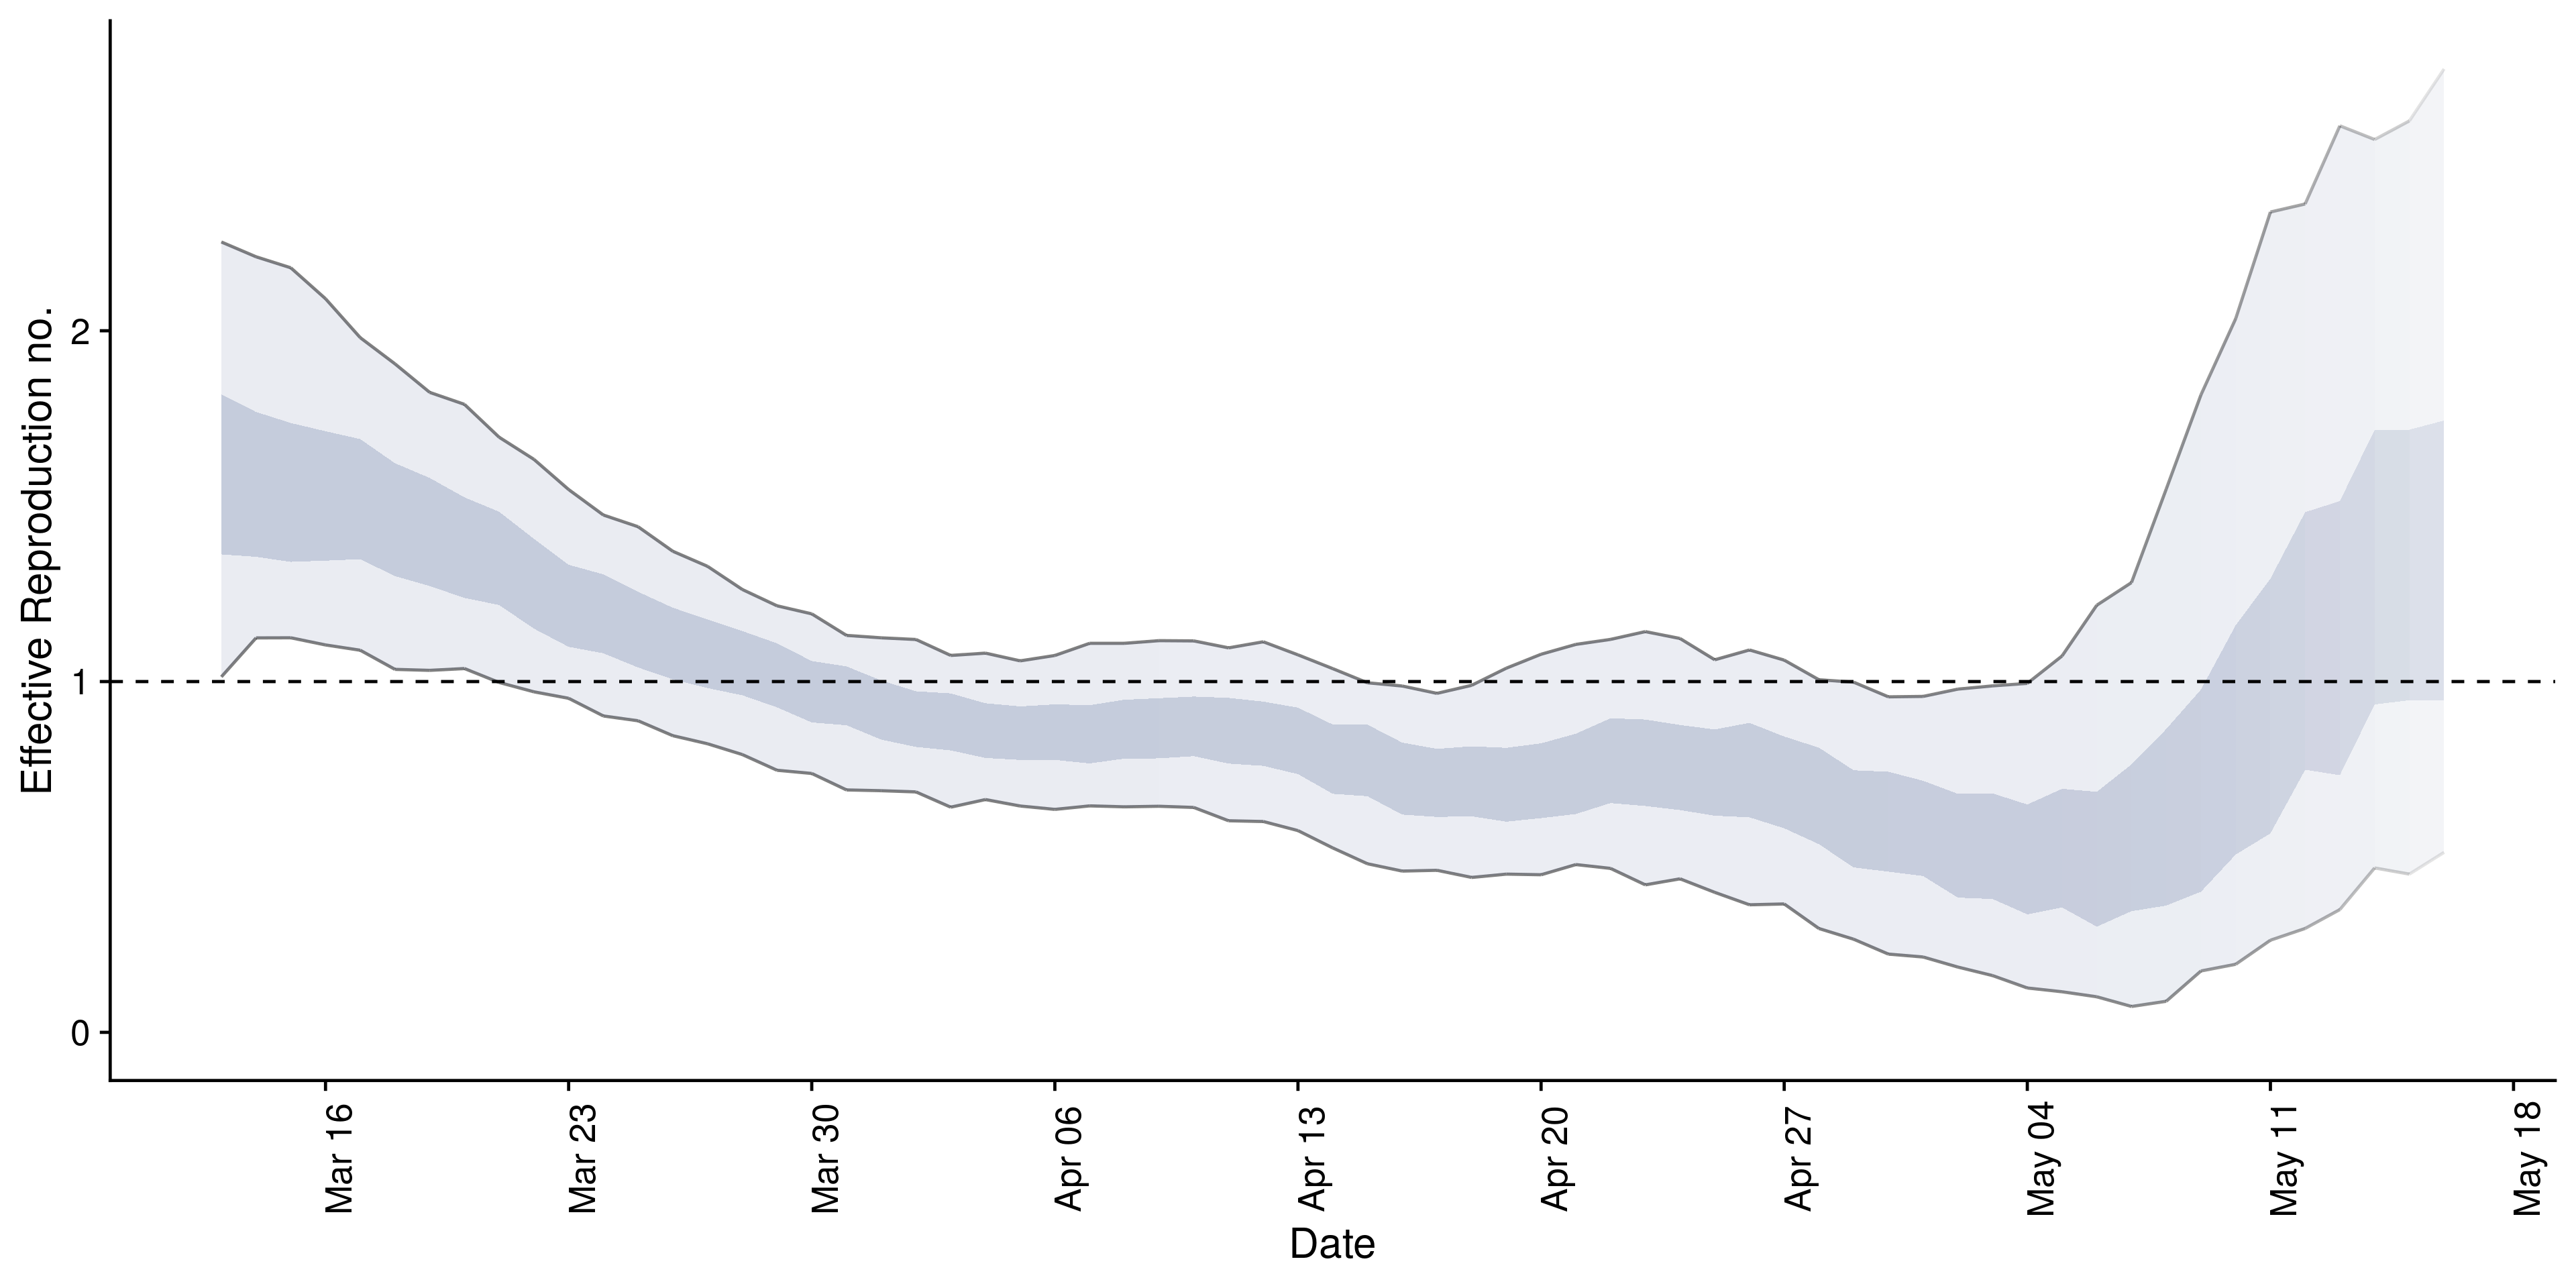 Effective Reproduction no.
2
1
0
Mar 16
Mar 23
Mar 30
Apr 06
Apr 13
Apr 20
Apr 27
May 04
May 11
May 18
Date